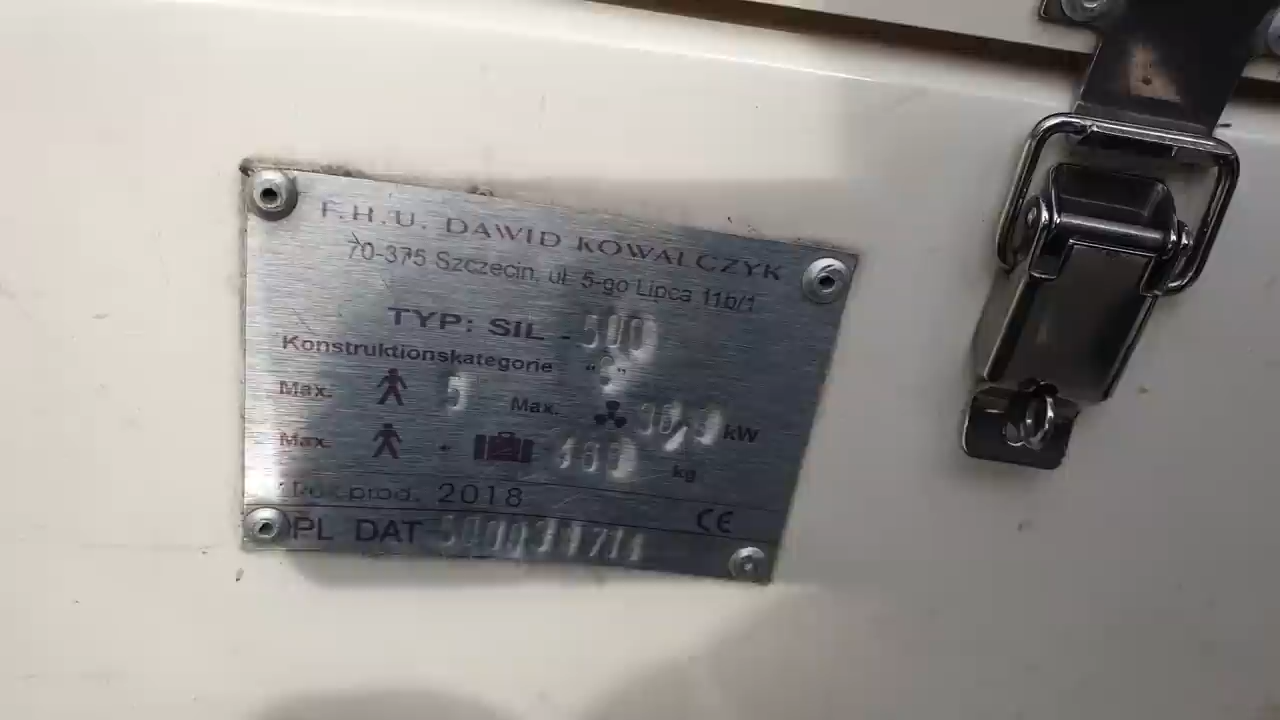 F.H.U. DAWID KOWALCZYK
70-375 Szczecin, ul. 5-go Lipca 11b/1
TYP: SIL - 500
Konstruktionskategorie
Max. 5 Max. kW
Max. + kg
Rok prod. 2018
CE
PL DAT